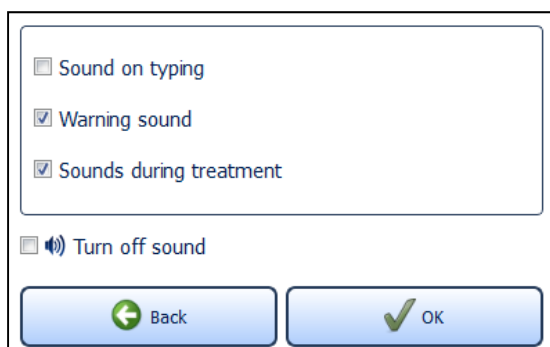 Sound on typing
Warning sound
Sounds during treatment
Turn off sound
Back
OK